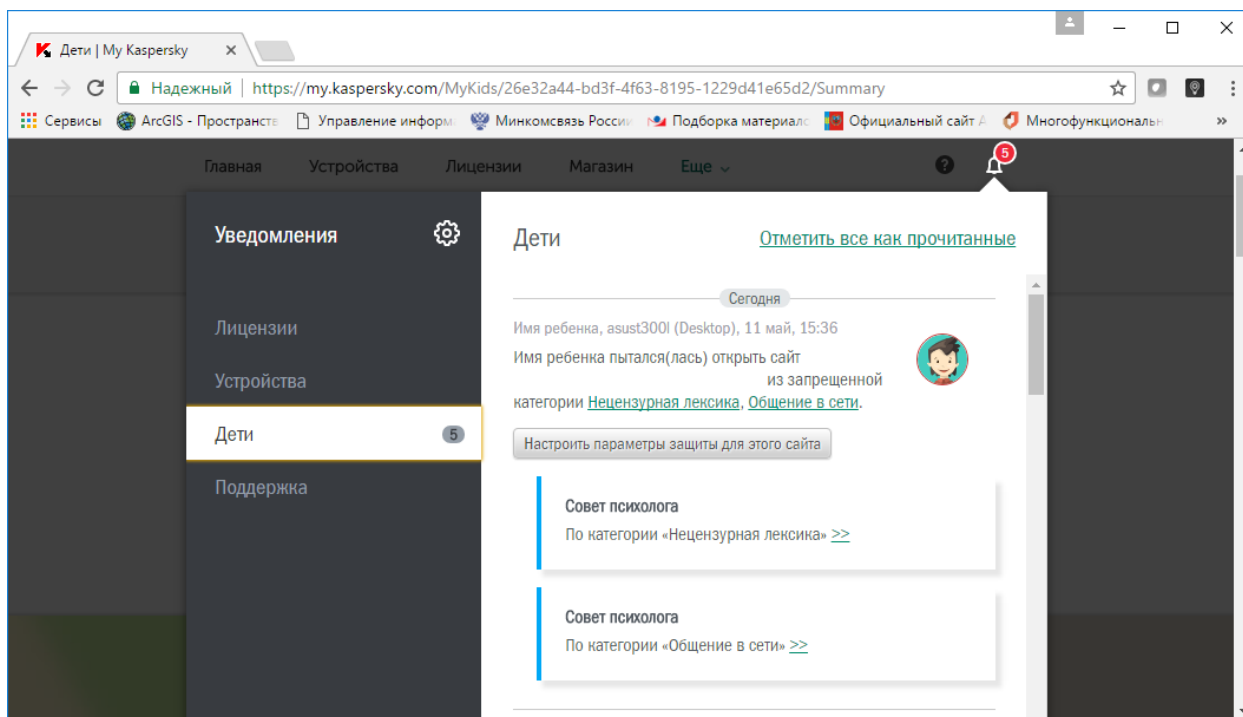 Дети | My Kaspersky
Надежный | https://my.kaspersky.com/MyKids/26e32a44-bd3f-4f63-8195-1229d41e65d2/Summary
Сервисы ArcGIS - Пространств Управление информ Минкомсвязь России Подборка материало Официальный сайт А Многофункциональн »
Главная Устройства Лицензии Магазин Еще ? 5
Уведомления
Лицензии
Устройства
Дети 5
Поддержка
Дети Отметить все как прочитанные
Сегодня
Имя ребенка, asust300l (Desktop), 11 май, 15:36
Имя ребенка пытался(лась) открыть сайт
из запрещенной
категории Нецензурная лексика, Общение в сети.
Настроить параметры защиты для этого сайта
Совет психолога
По категории «Нецензурная лексика» >>
Совет психолога
По категории «Общение в сети» >>